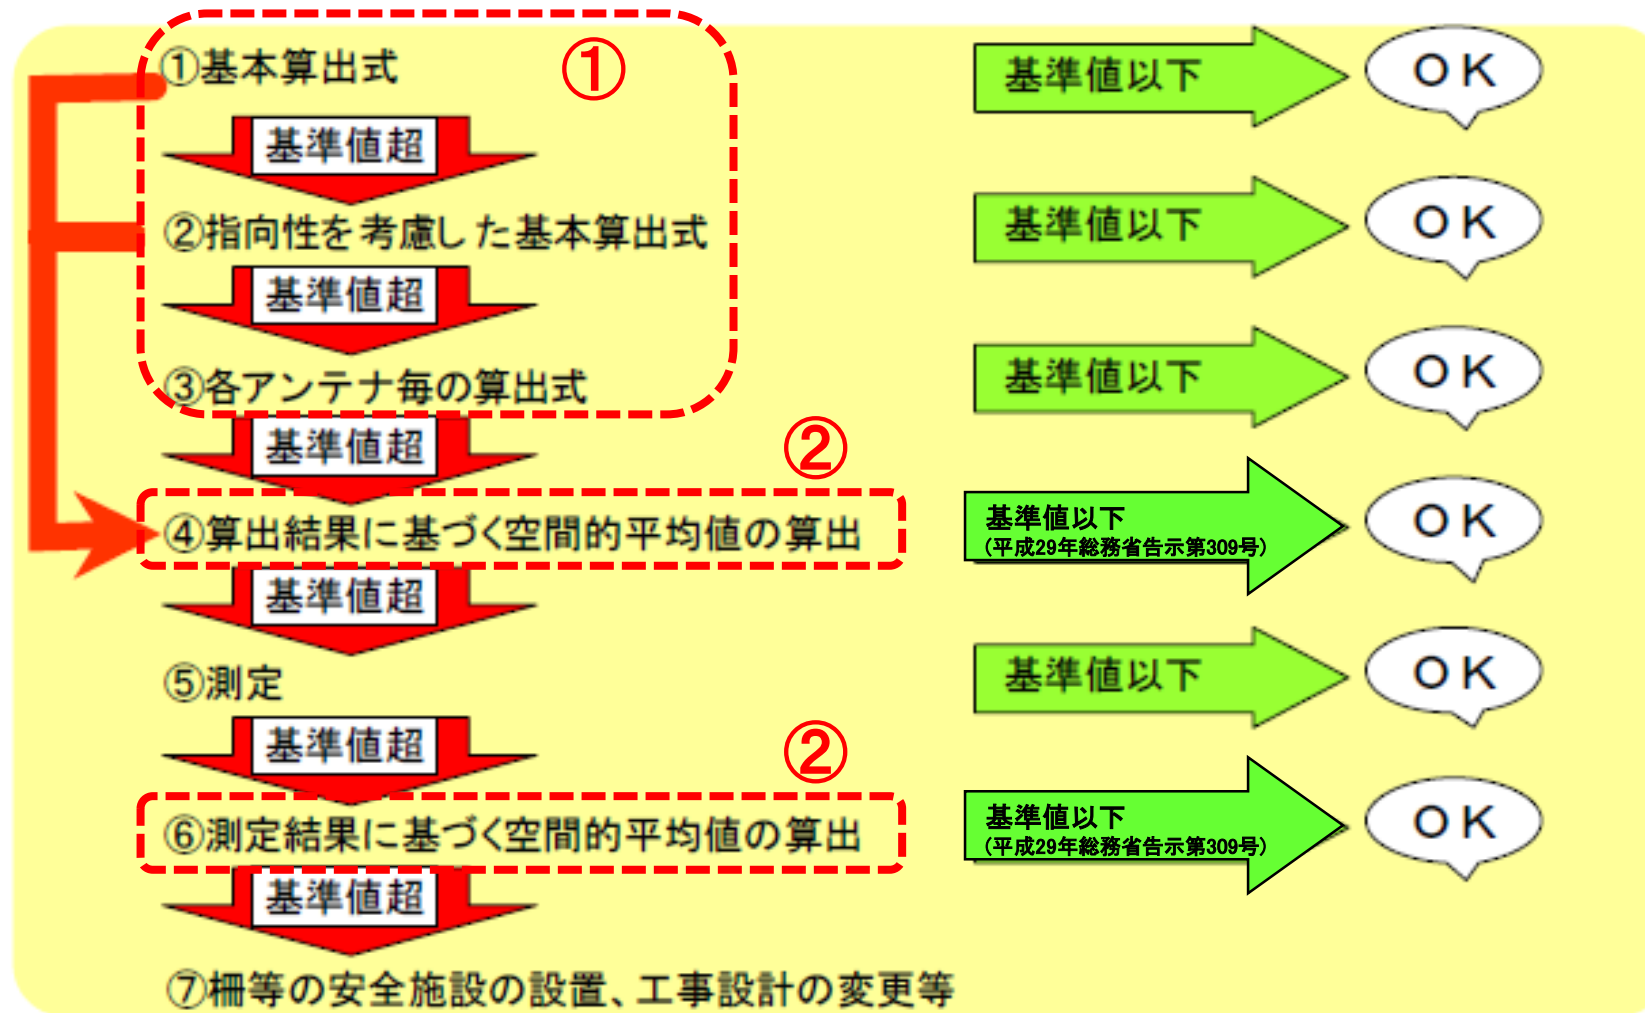 ①基本算出式
①
基準値以下
ＯＫ
基準値超
②指向性を考慮した基本算出式
基準値以下
ＯＫ
基準値超
③各アンテナ毎の算出式
基準値以下
ＯＫ
基準値超
②
④算出結果に基づく空間的平均値の算出
基準値以下
(平成29年総務省告示第309号)
ＯＫ
基準値超
⑤測定
基準値以下
ＯＫ
基準値超
②
⑥測定結果に基づく空間的平均値の算出
基準値以下
(平成29年総務省告示第309号)
ＯＫ
基準値超
⑦柵等の安全施設の設置、工事設計の変更等